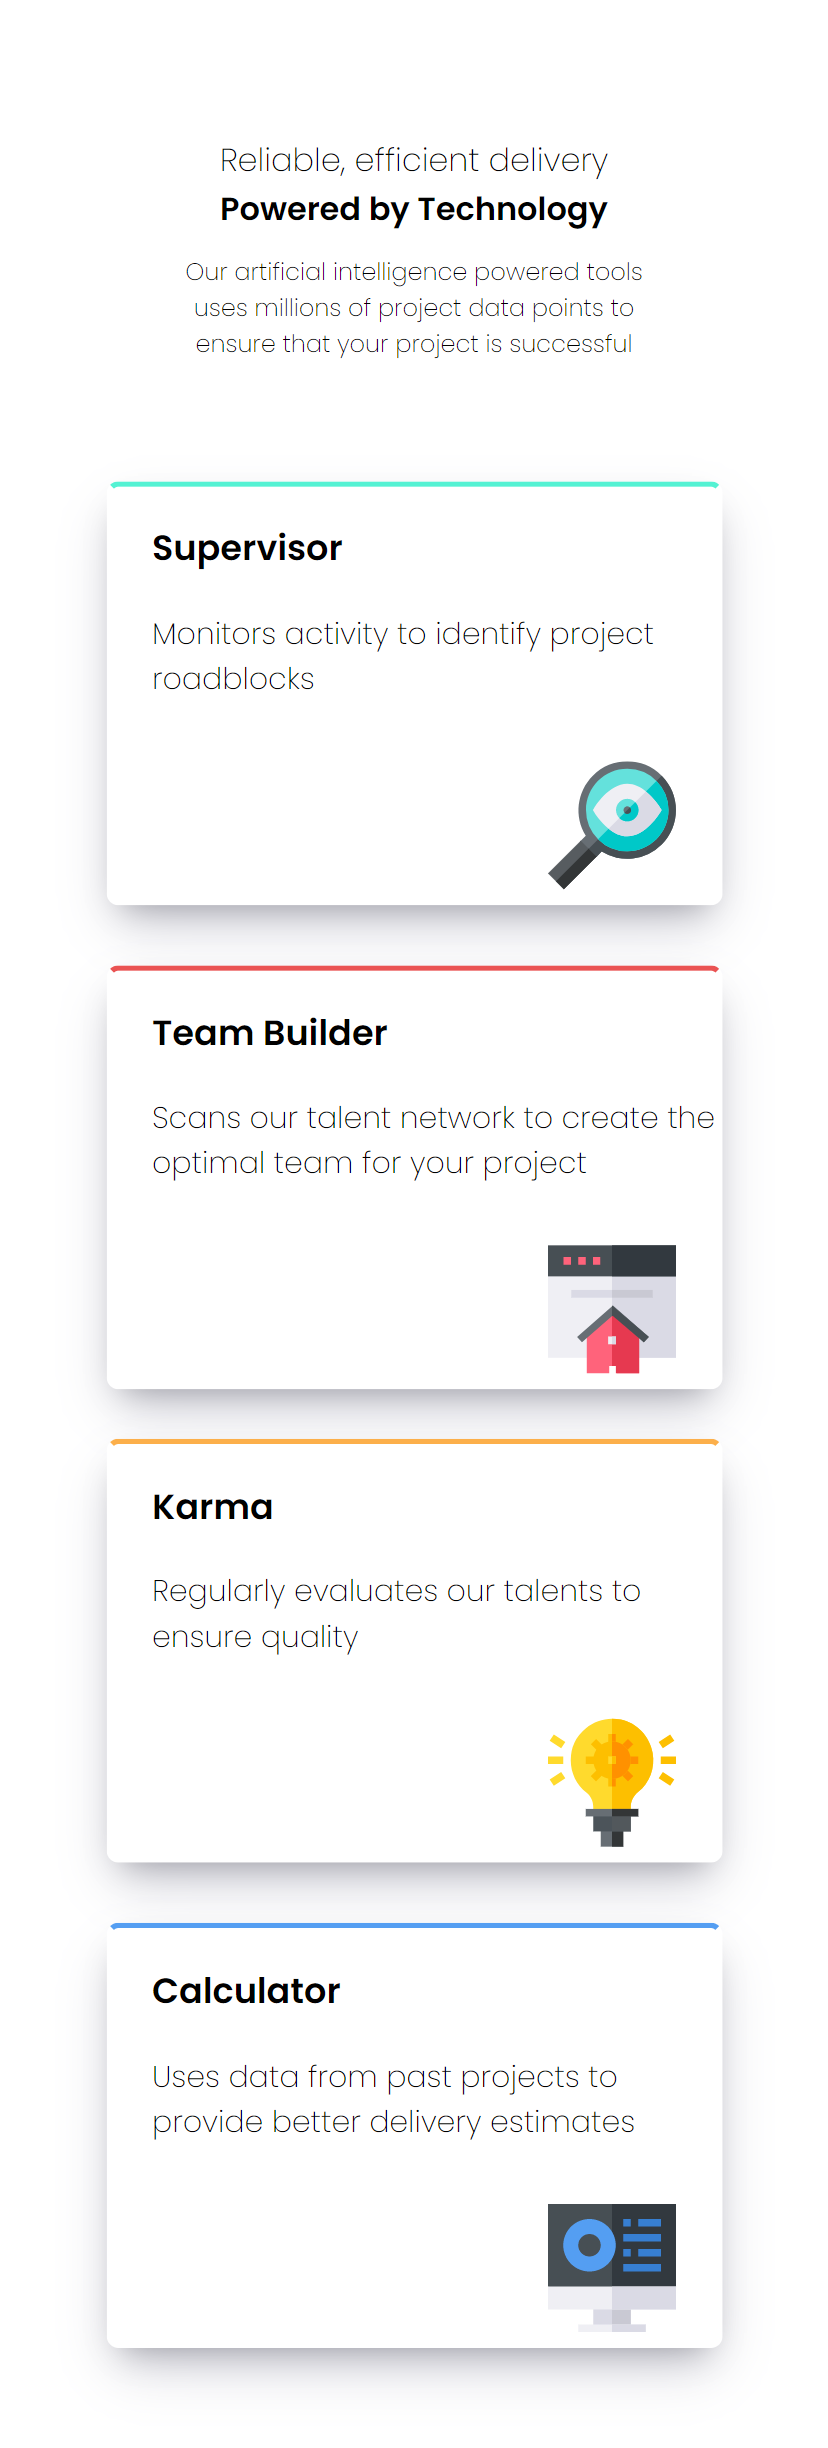 Reliable, efficient delivery
Powered by Technology
Our artificial intelligence powered tools
uses millions of project data points to
ensure that your project is successful
Supervisor
Monitors activity to identify project
roadblocks
Team Builder
Scans our talent network to create the
optimal team for your project
Karma
Regularly evaluates our talents to
ensure quality
Calculator
Uses data from past projects to
provide better delivery estimates